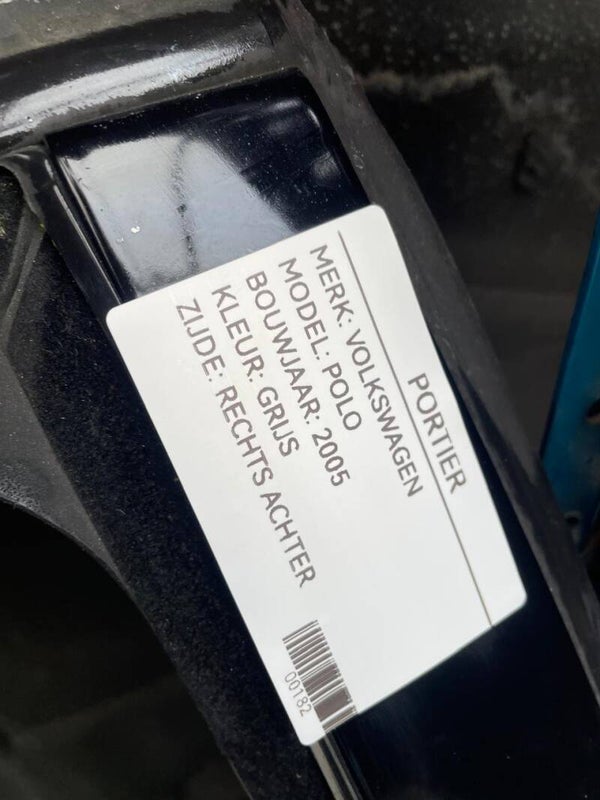 PORTIER
MERK: VOLKSWAGEN
MODEL: POLO
BOUWJAAR: 2005
KLEUR: GRIJS
ZIJDE: RECHTS ACHTER
00182